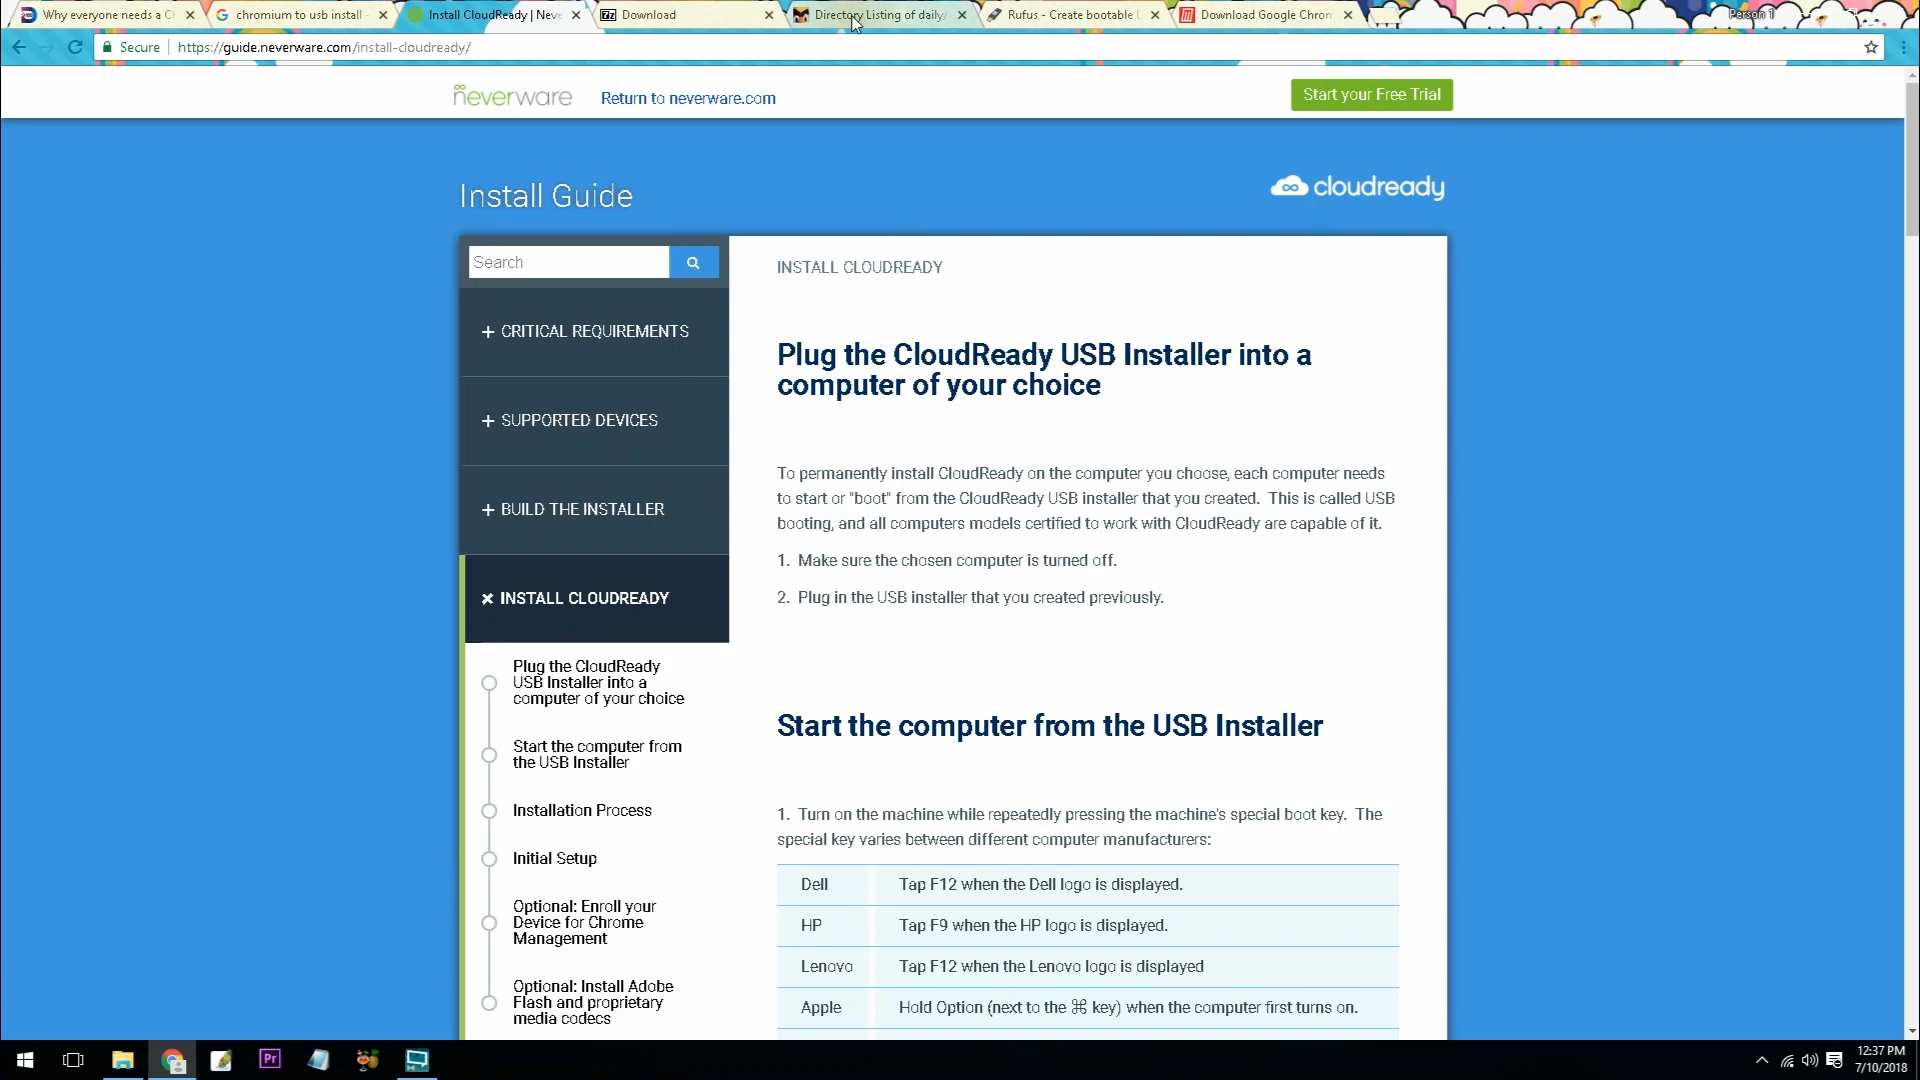 Why everyone needs a C
chromium to usb install -
Install CloudReady | Neve
Download
Directory Listing of daily/
Rufus - Create bootable
Download Google Chrom
Person 1
Secure
https://guide.neverware.com/install-cloudready/
neverware
Return to neverware.com
Start your Free Trial
Install Guide
cloudready
Search
+ CRITICAL REQUIREMENTS
+ SUPPORTED DEVICES
+ BUILD THE INSTALLER
× INSTALL CLOUDREADY
Plug the CloudReady
USB Installer into a
computer of your choice
Start the computer from
the USB Installer
Installation Process
Initial Setup
Optional: Enroll your
Device for Chrome
Management
Optional: Install Adobe
Flash and proprietary
media codecs
INSTALL CLOUDREADY
Plug the CloudReady USB Installer into a
computer of your choice
To permanently install CloudReady on the computer you choose, each computer needs
to start or "boot" from the CloudReady USB installer that you created. This is called USB
booting, and all computers models certified to work with CloudReady are capable of it.
1. Make sure the chosen computer is turned off.
2. Plug in the USB installer that you created previously.
Start the computer from the USB Installer
1. Turn on the machine while repeatedly pressing the machine's special boot key. The
special key varies between different computer manufacturers:
Dell Tap F12 when the Dell logo is displayed.
HP Tap F9 when the HP logo is displayed.
Lenovo Tap F12 when the Lenovo logo is displayed
Apple Hold Option (next to the ⌘ key) when the computer first turns on.
Pr
12:37 PM
7/10/2018